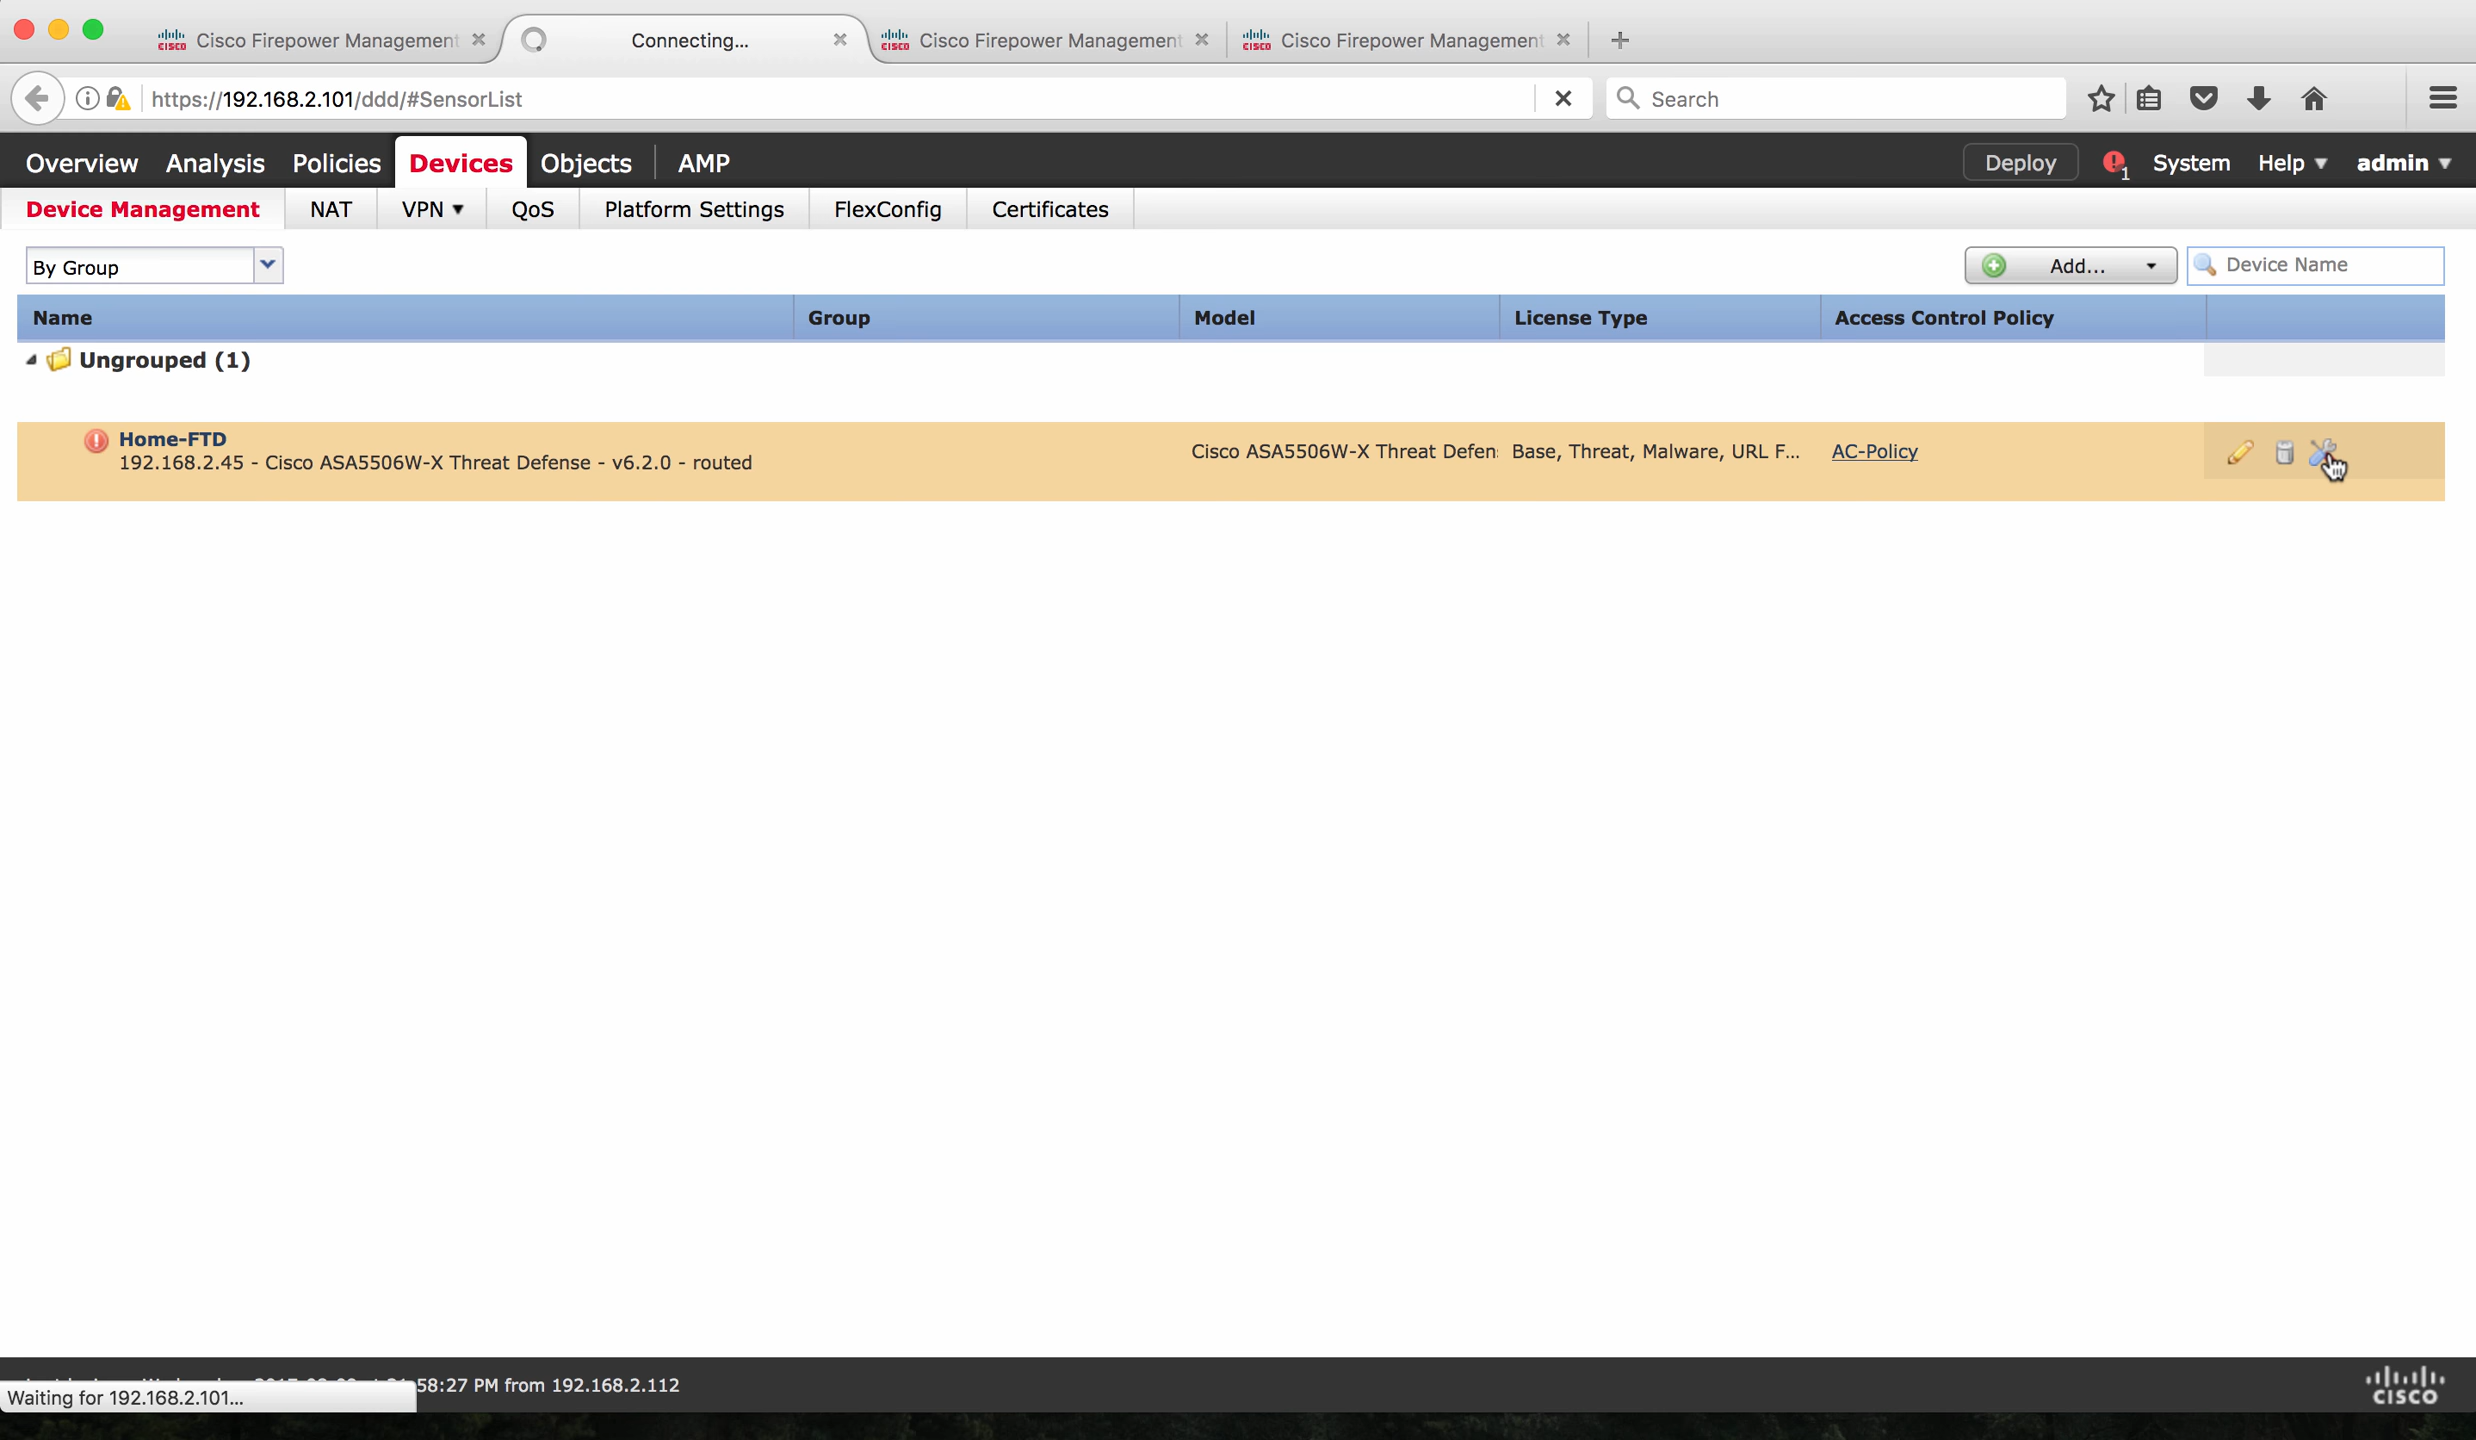 Cisco Firepower Management
Connecting...
Cisco Firepower Management
Cisco Firepower Management
https://192.168.2.101/ddd/#SensorList
Search
Overview Analysis Policies Devices Objects AMP Deploy 1 System Help admin
Device Management NAT VPN QoS Platform Settings FlexConfig Certificates
By Group Add... Device Name
Name Group Model License Type Access Control Policy
Ungrouped (1)
Home-FTD
192.168.2.45 - Cisco ASA5506W-X Threat Defense - v6.2.0 - routed
Cisco ASA5506W-X Threat Defen Base, Threat, Malware, URL F... AC-Policy
58:27 PM from 192.168.2.112
Waiting for 192.168.2.101...
CISCO